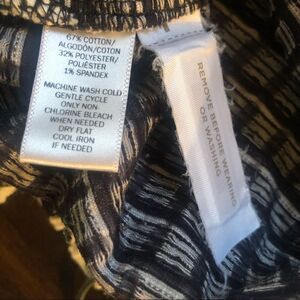 67% COTTON/
ALGODÓN/COTON
32% POLYESTER/
POLIÉSTER
1% SPANDEX
MACHINE WASH COLD
GENTLE CYCLE
ONLY NON-
CHLORINE BLEACH
WHEN NEEDED
DRY FLAT
COOL IRON
IF NEEDED
REMOVE BEFORE WEARING
OR WASHING